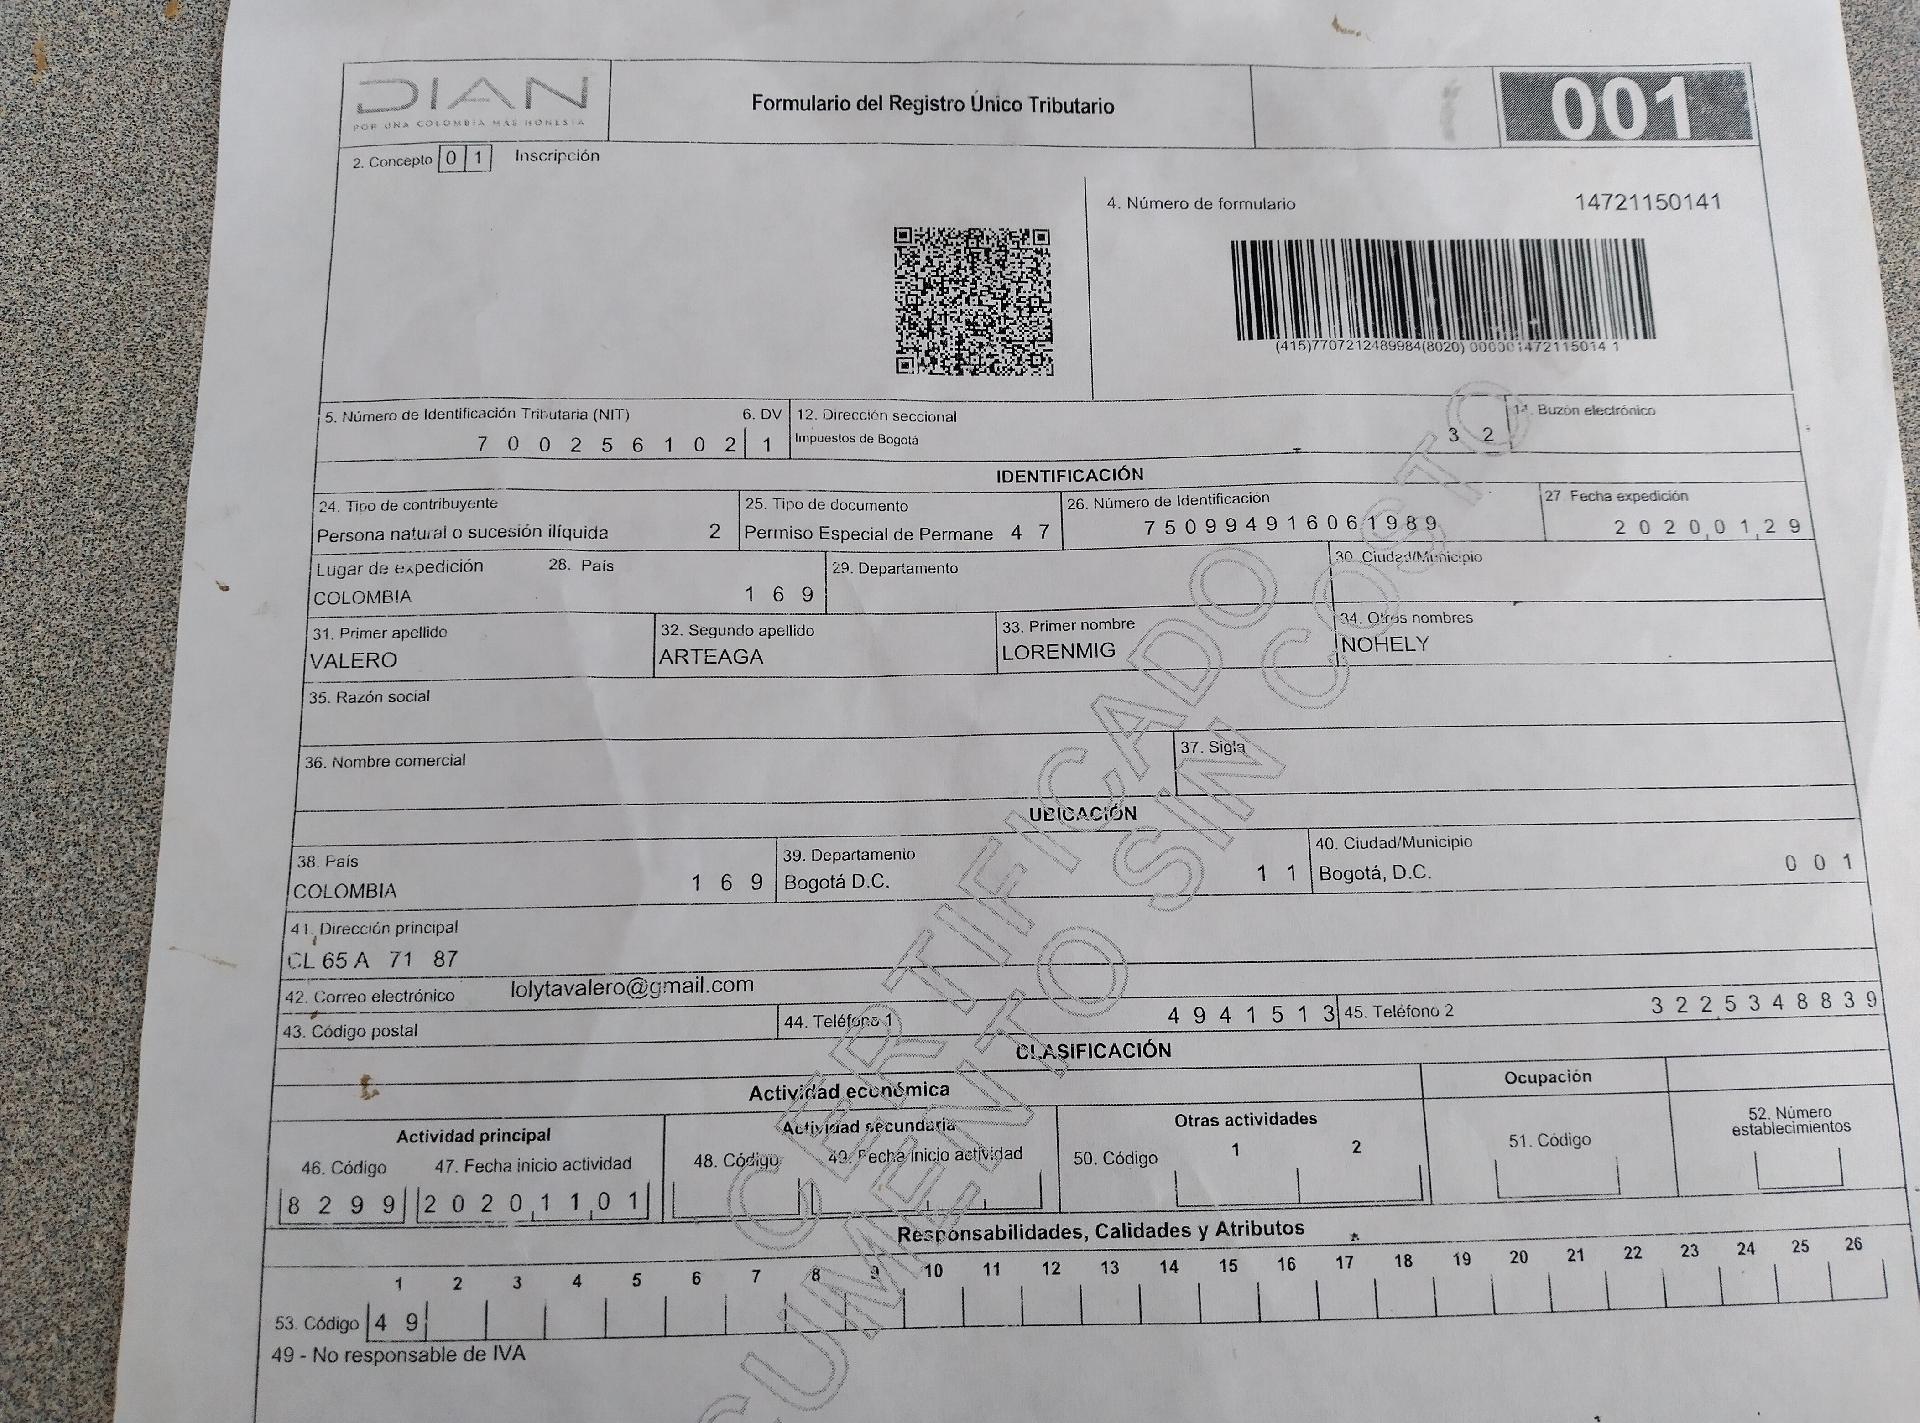 DIAN
POR UNA COLOMBIA MÁS HONESTA
Formulario del Registro Único Tributario
001
2. Concepto 0 1 Inscripción
4. Número de formulario 14721150141
(415)7707212489984(8020) 000001472115014 1
5. Número de Identificación Tributaria (NIT) 6. DV 12. Dirección seccional 14. Buzón electrónico
7 0 0 2 5 6 1 0 2 1 Impuestos de Bogotá 3 2
IDENTIFICACIÓN
24. Tipo de contribuyente 25. Tipo de documento 26. Número de Identificación 27. Fecha expedición
Persona natural o sucesión ilíquida 2 Permiso Especial de Permane 4 7 7 5 0 9 9 4 9 1 6 0 6 1 9 8 9 2 0 2 0 0 1 2 9
Lugar de expedición 28. País 29. Departamento 30. Ciudad/Municipio
COLOMBIA 1 6 9
31. Primer apellido 32. Segundo apellido 33. Primer nombre 34. Otros nombres
VALERO ARTEAGA LORENMIG NOHELY
35. Razón social
36. Nombre comercial 37. Sigla
UBICACIÓN
38. País 39. Departamento 40. Ciudad/Municipio
COLOMBIA 1 6 9 Bogotá D.C. 1 1 Bogotá, D.C. 0 0 1
41. Dirección principal
CL 65 A 71 87
42. Correo electrónico lolytavalero@gmail.com
43. Código postal 44. Teléfono 1 4 9 4 1 5 1 3 45. Teléfono 2 3 2 2 5 3 4 8 8 3 9
CLASIFICACIÓN
Actividad económica Ocupación
Actividad principal Actividad secundaria Otras actividades 52. Número establecimientos
46. Código 47. Fecha inicio actividad 48. Código 49. Fecha inicio actividad 50. Código 1 2 51. Código
8 2 9 9 2 0 2 0 1 1 0 1
Responsabilidades, Calidades y Atributos
1 2 3 4 5 6 7 8 9 10 11 12 13 14 15 16 17 18 19 20 21 22 23 24 25 26
53. Código 4 9
49 - No responsable de IVA
CERTIFICADO
SIN COSTO